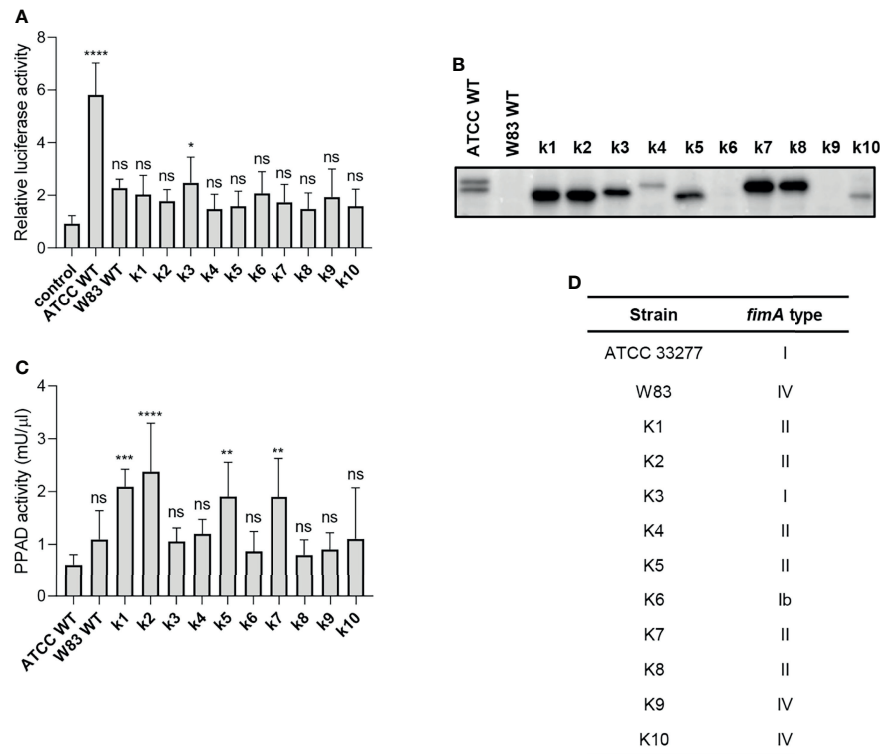 A
Relative luciferase activity
8
6
4
2
0
****
ns
ns
ns
*
ns
ns
ns
ns
ns
ns
ns
control
ATCC WT
W83 WT
k1
k2
k3
k4
k5
k6
k7
k8
k9
k10
B
ATCC WT
W83 WT
k1 k2 k3 k4 k5 k6 k7 k8 k9 k10
C
PPAD activity (mU/µl)
4
3
2
1
0
ns
***
****
ns
ns
**
ns
**
ns
ns
ns
ATCC WT
W83 WT
k1
k2
k3
k4
k5
k6
k7
k8
k9
k10
D
Strain fimA type
ATCC 33277 I
W83 IV
K1 II
K2 II
K3 I
K4 II
K5 II
K6 Ib
K7 II
K8 II
K9 IV
K10 IV